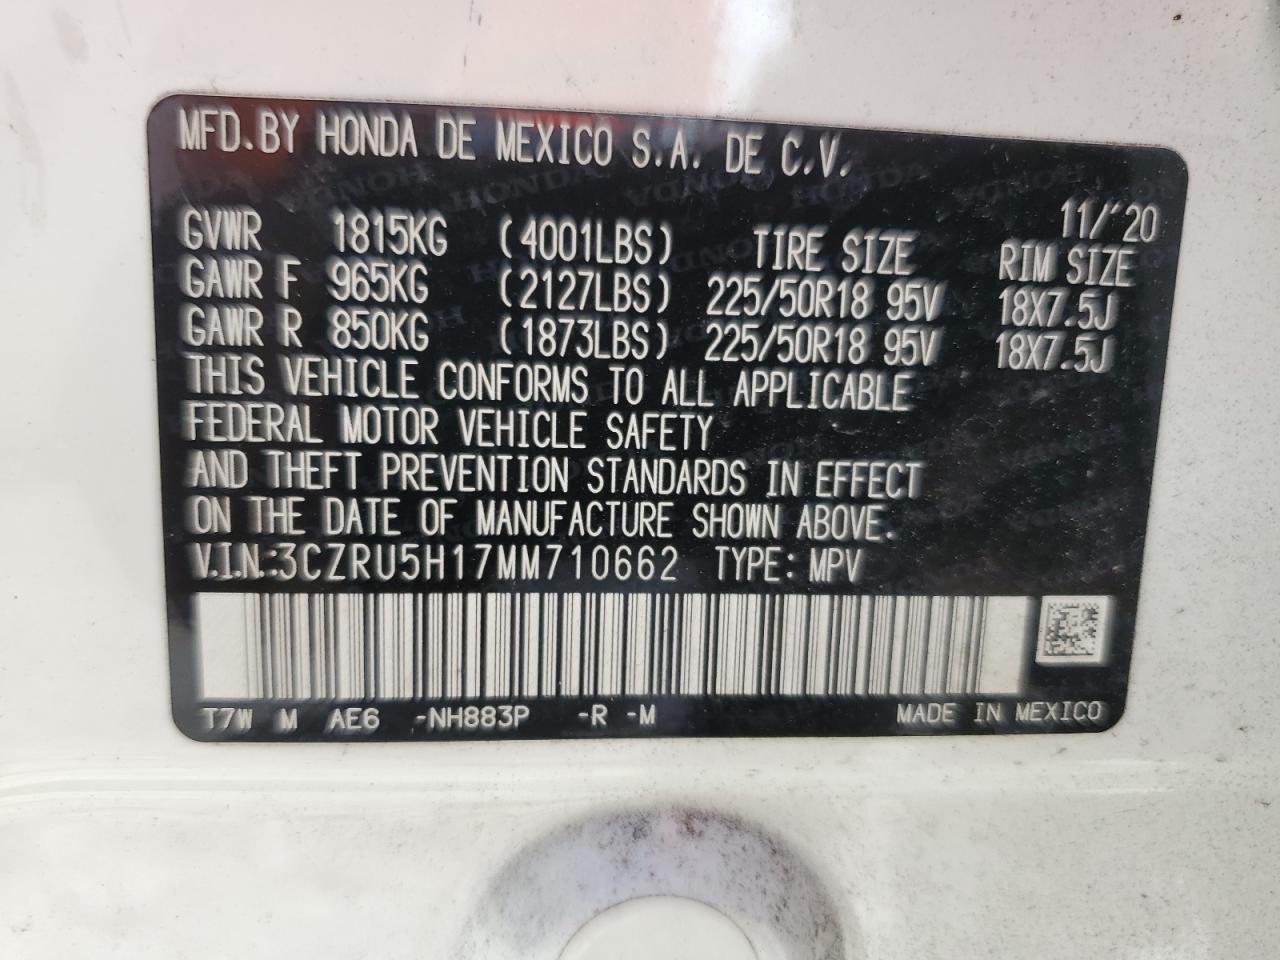 MFD.BY HONDA DE MEXICO S.A. DE C.V.
11/'20
GVWR 1815KG (4001LBS) TIRE SIZE RIM SIZE
GAWR F 965KG (2127LBS) 225/50R18 95V 18X7.5J
GAWR R 850KG (1873LBS) 225/50R18 95V 18X7.5J
THIS VEHICLE CONFORMS TO ALL APPLICABLE
FEDERAL MOTOR VEHICLE SAFETY
AND THEFT PREVENTION STANDARDS IN EFFECT
ON THE DATE OF MANUFACTURE SHOWN ABOVE.
V.I.N.:3CZRU5H17MM710662 TYPE: MPV
T7W M AE6 -NH883P -R -M MADE IN MEXICO